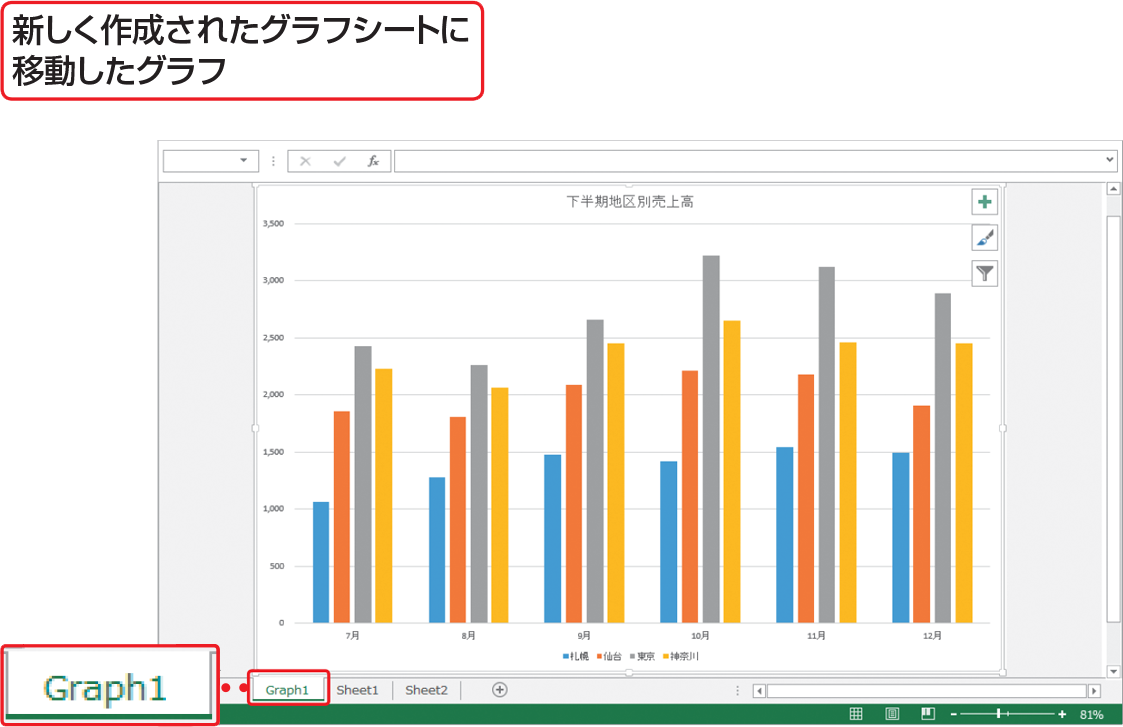 新しく作成されたグラフシートに
移動したグラフ
fx
下半期地区別売上高
3,500
3,000
2,500
2,000
1,500
1,000
500
0
7月 8月 9月 10月 11月 12月
札幌 仙台 東京 神奈川
Graph1
Graph1 Sheet1 Sheet2
81%